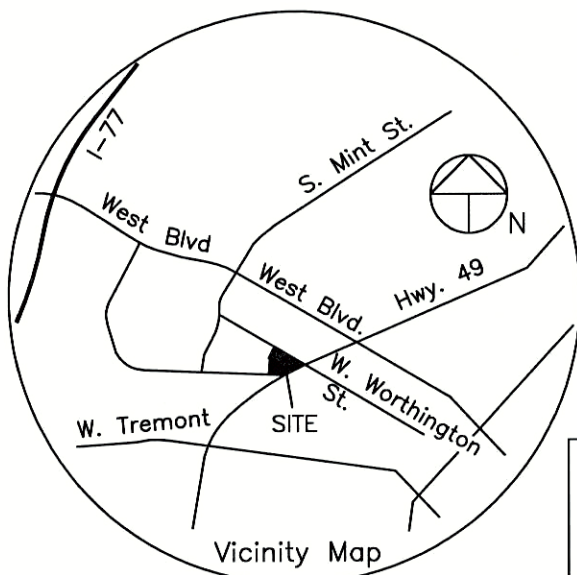 I-77
S. Mint St.
West Blvd
N
West Blvd.
Hwy. 49
W. Worthington
St.
W. Tremont
SITE
Vicinity Map